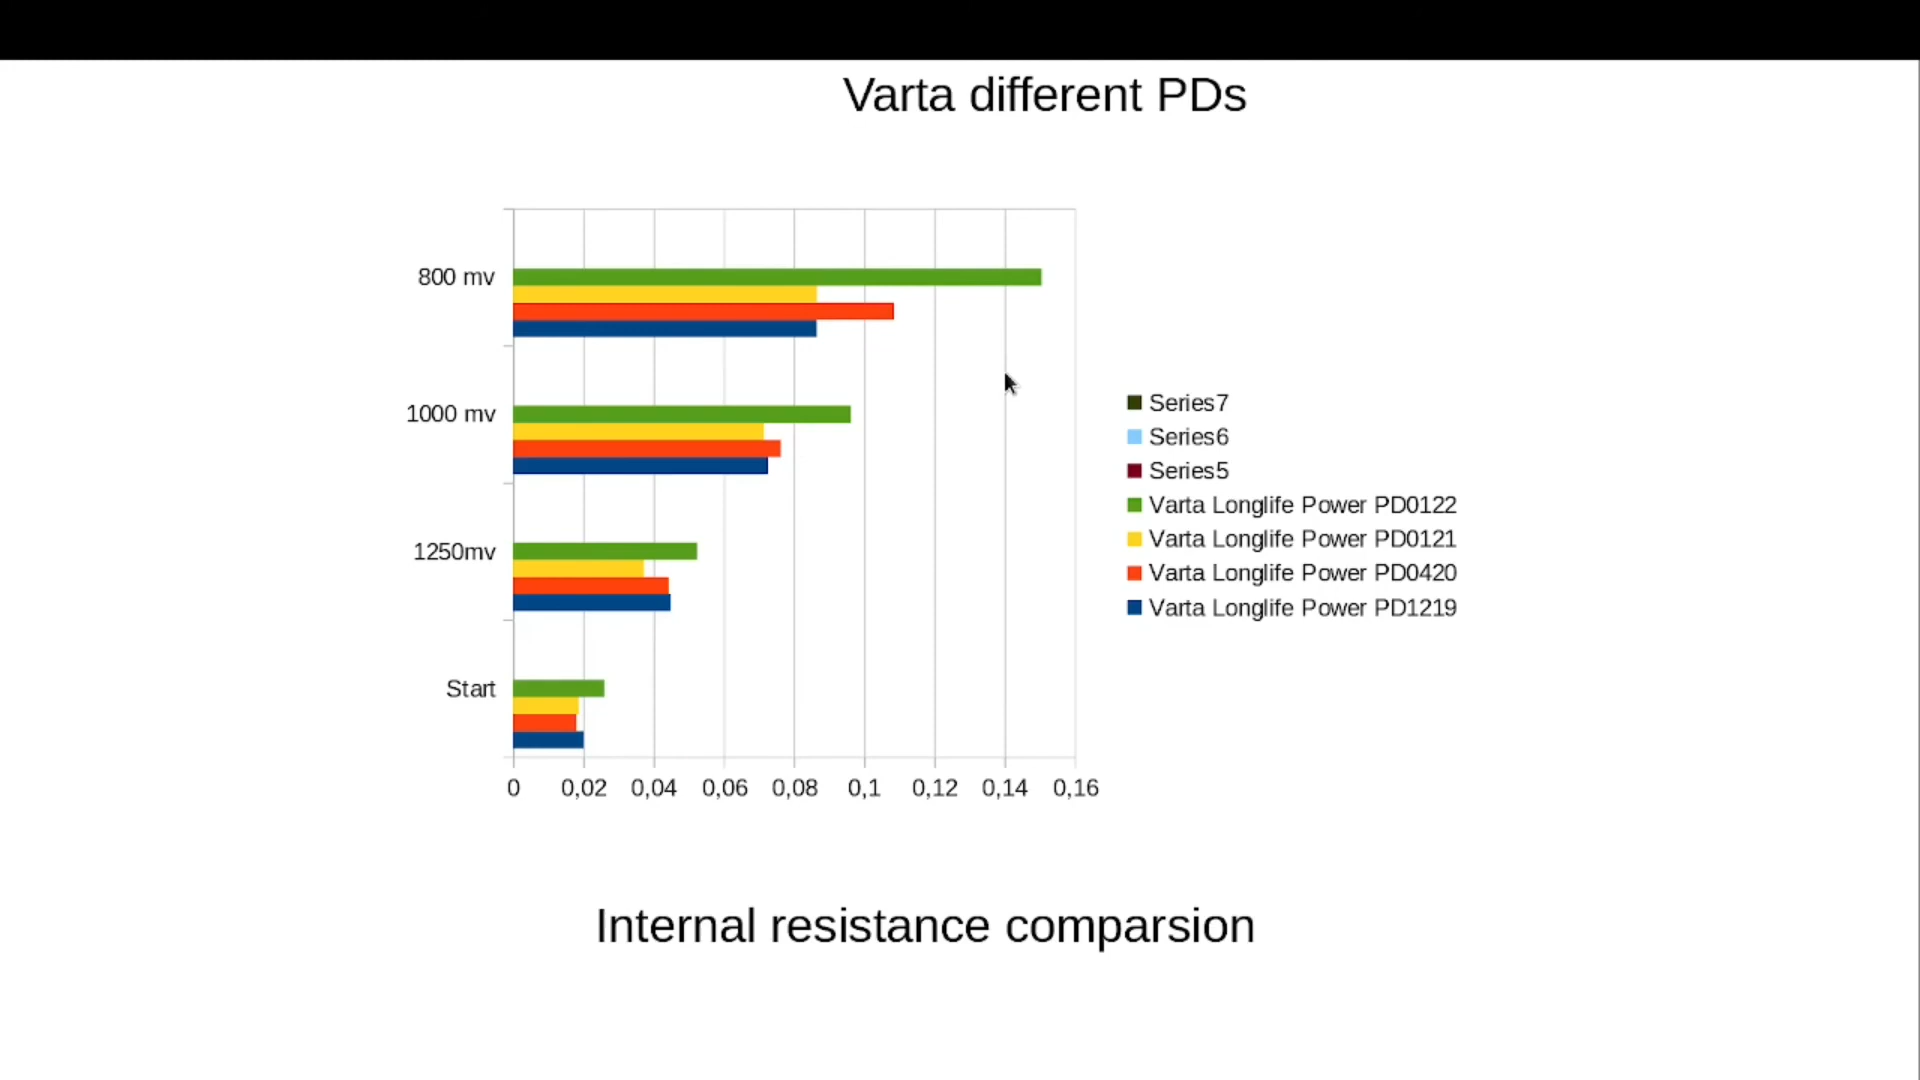 Varta different PDs
800 mv
1000 mv
1250mv
Start
0 0,02 0,04 0,06 0,08 0,1 0,12 0,14 0,16
Series7
Series6
Series5
Varta Longlife Power PD0122
Varta Longlife Power PD0121
Varta Longlife Power PD0420
Varta Longlife Power PD1219
Internal resistance comparsion